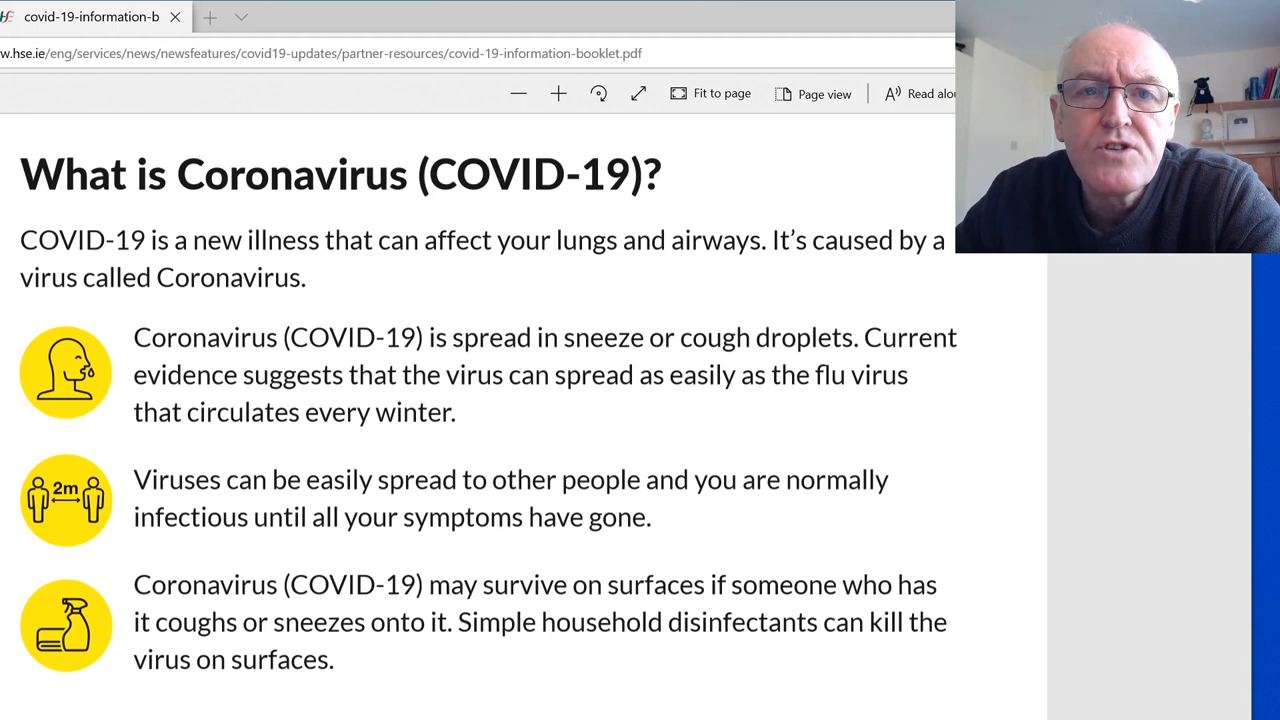 covid-19-information-b
w.hse.ie/eng/services/news/newsfeatures/covid19-updates/partner-resources/covid-19-information-booklet.pdf
Fit to page
Page view
Read alou
What is Coronavirus (COVID-19)?
COVID-19 is a new illness that can affect your lungs and airways. It’s caused by a
virus called Coronavirus.
Coronavirus (COVID-19) is spread in sneeze or cough droplets. Current
evidence suggests that the virus can spread as easily as the flu virus
that circulates every winter.
2m
Viruses can be easily spread to other people and you are normally
infectious until all your symptoms have gone.
Coronavirus (COVID-19) may survive on surfaces if someone who has
it coughs or sneezes onto it. Simple household disinfectants can kill the
virus on surfaces.